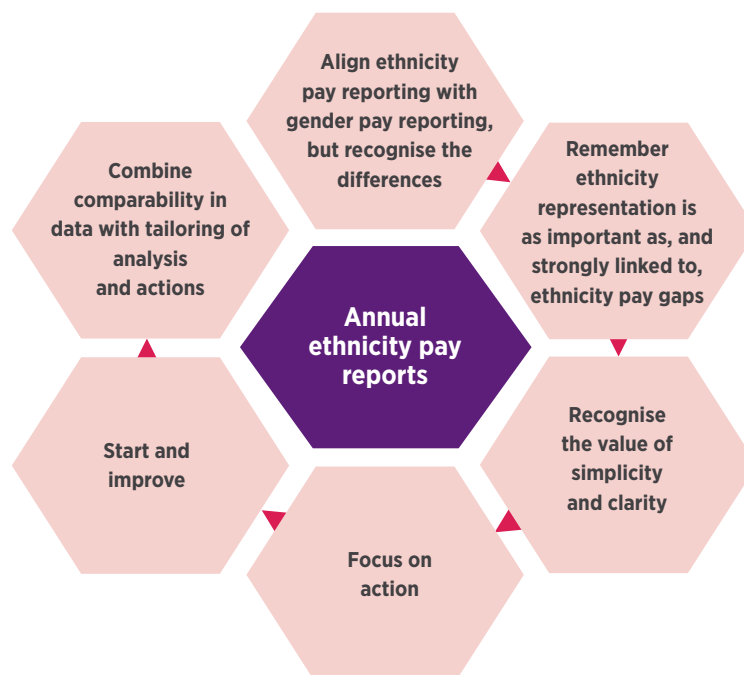 Align ethnicity
pay reporting with
gender pay reporting,
but recognise the
differences
Remember
ethnicity
representation is
as important as, and
strongly linked to,
ethnicity pay gaps
Recognise
the value of
simplicity
and clarity
Focus on
action
Start and
improve
Combine
comparability in
data with tailoring of
analysis
and actions
Annual
ethnicity pay
reports